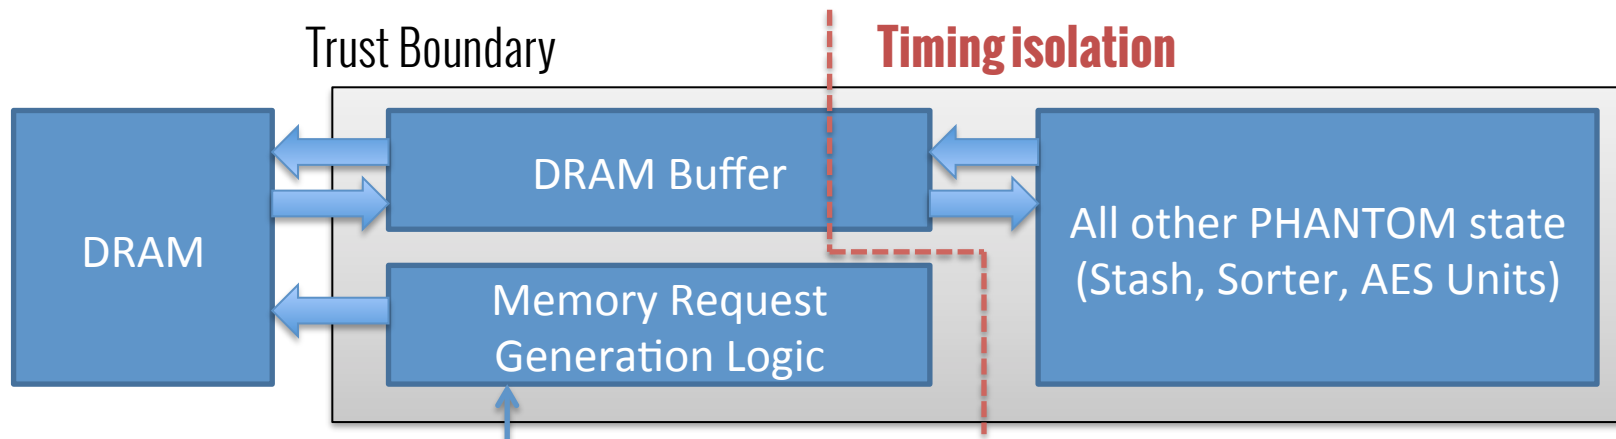 Trust Boundary
Timing isolation
DRAM
DRAM Buffer
Memory Request
Generation Logic
All other PHANTOM state
(Stash, Sorter, AES Units)